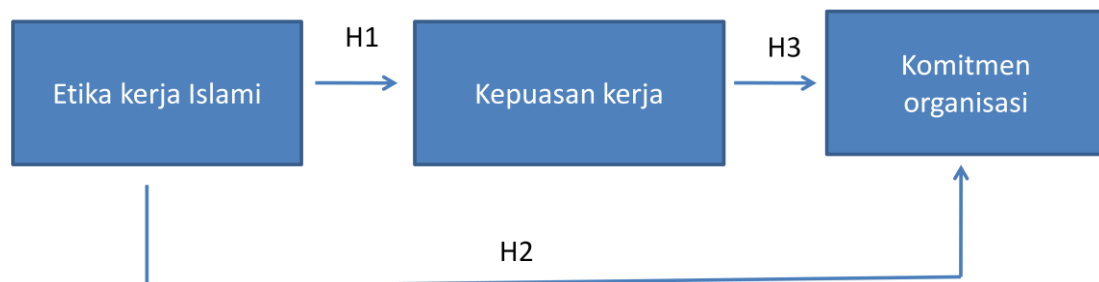 H1
H3
Etika kerja Islami
Kepuasan kerja
Komitmen
organisasi
H2